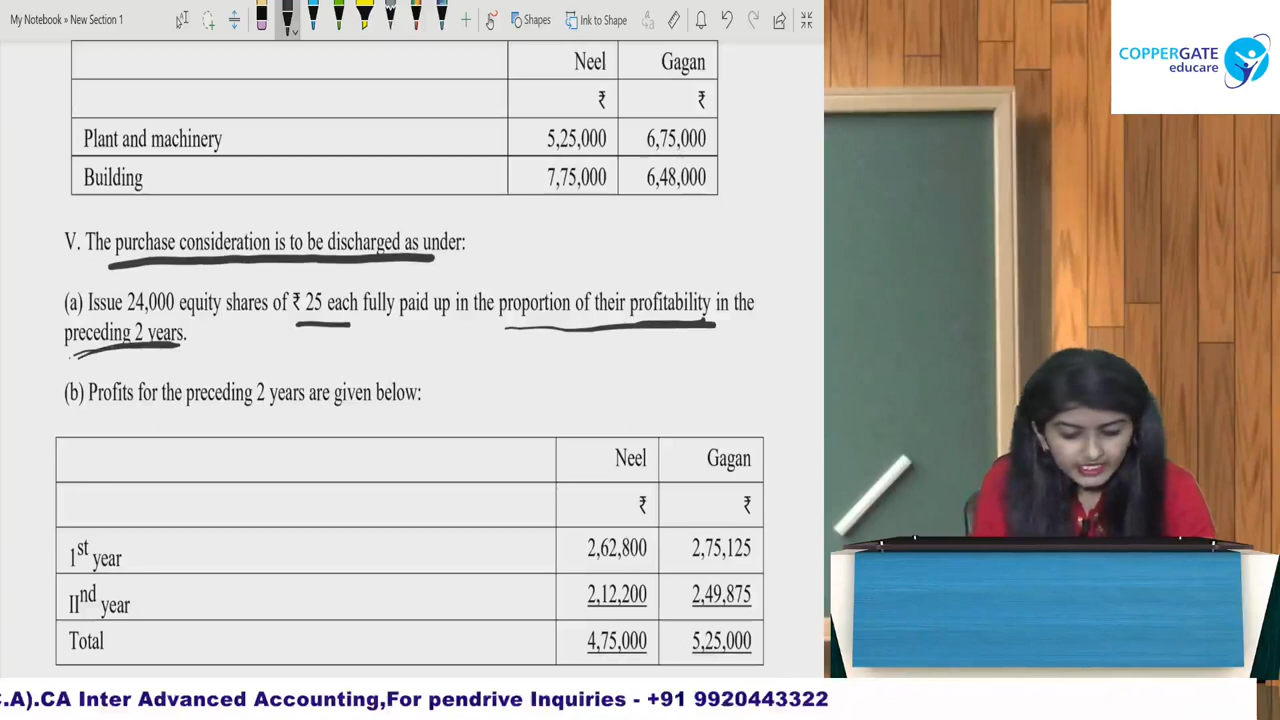 My Notebook » New Section 1
Shapes
Ink to Shape
COPPERGATE
educare
Neel Gagan
₹ ₹
Plant and machinery 5,25,000 6,75,000
Building 7,75,000 6,48,000
V. The purchase consideration is to be discharged as under:
(a) Issue 24,000 equity shares of ₹ 25 each fully paid up in the proportion of their profitability in the
preceding 2 years.
(b) Profits for the preceding 2 years are given below:
Neel Gagan
₹ ₹
1st year 2,62,800 2,75,125
IInd year 2,12,200 2,49,875
Total 4,75,000 5,25,000
C.A).CA Inter Advanced Accounting,For pendrive Inquiries - +91 9920443322